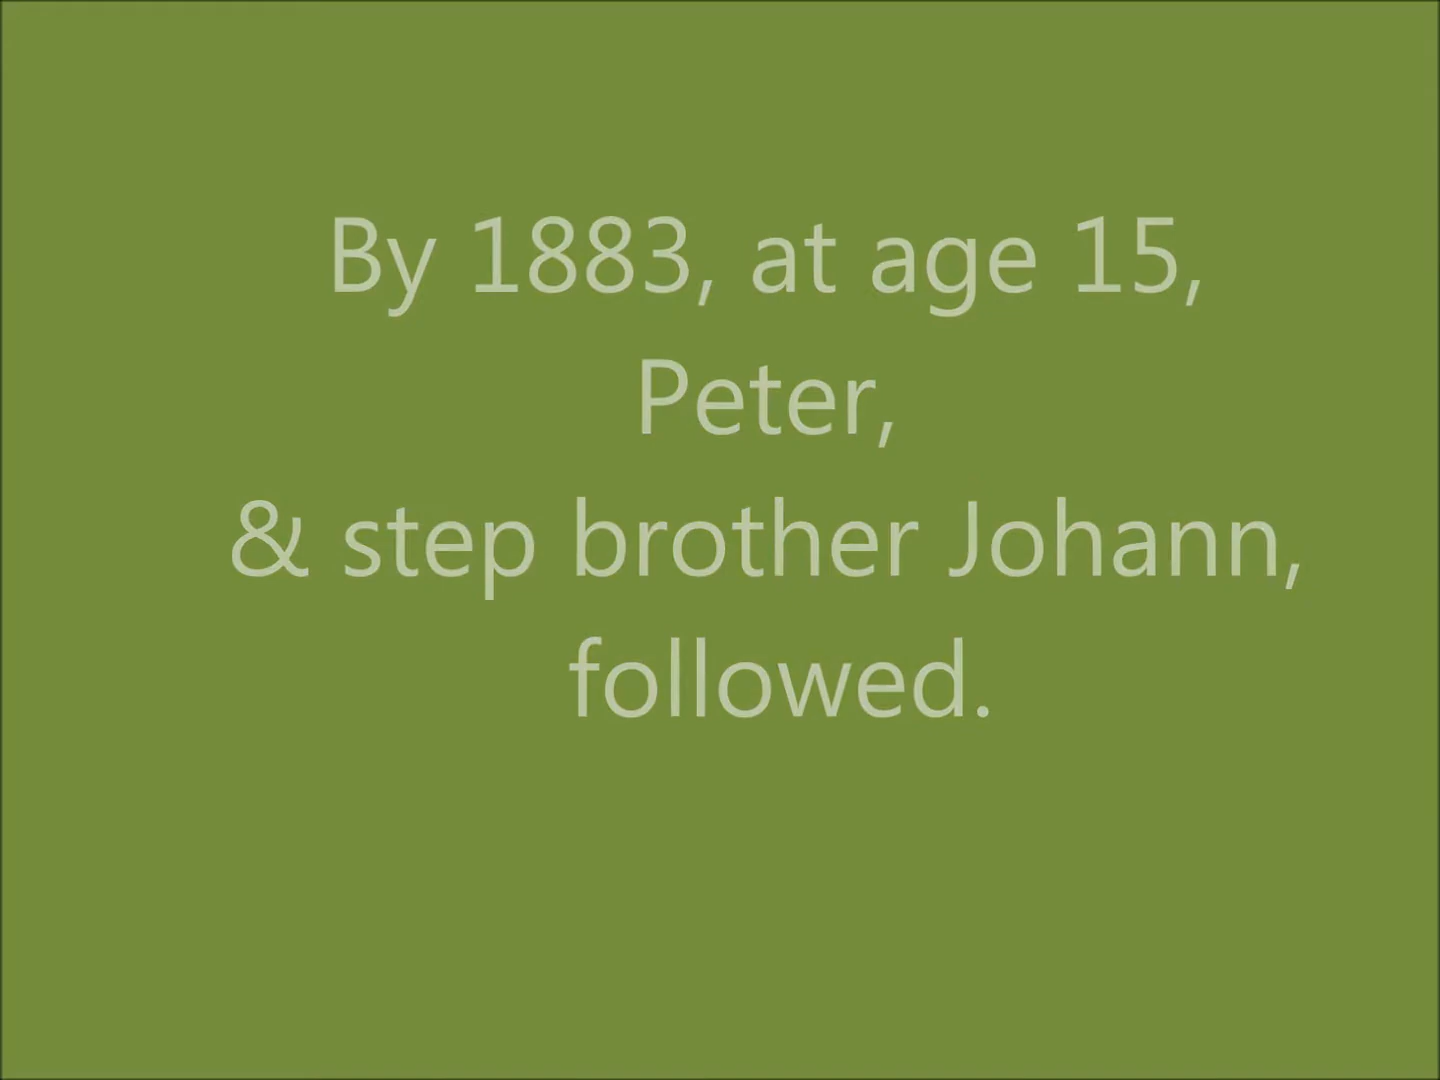 By 1883, at age 15,
Peter,
& step brother Johann,
followed.